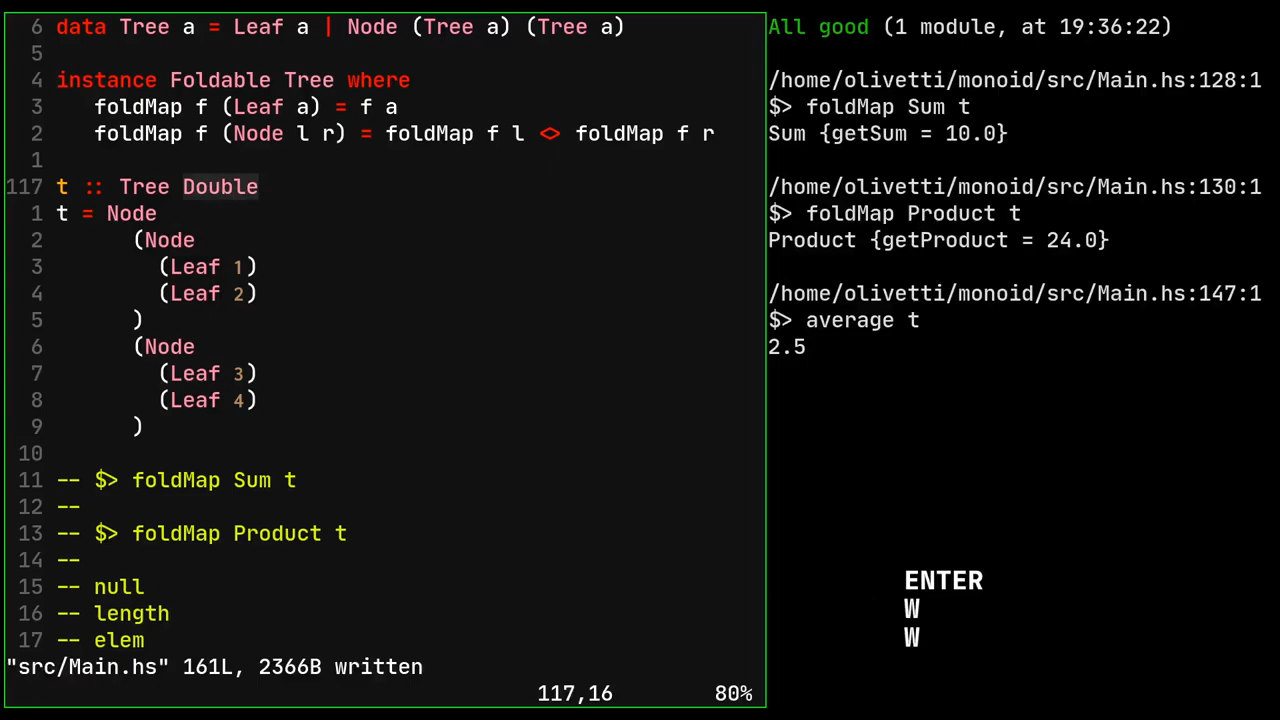 6 data Tree a = Leaf a | Node (Tree a) (Tree a)
5
4 instance Foldable Tree where
3    foldMap f (Leaf a) = f a
2    foldMap f (Node l r) = foldMap f l <> foldMap f r
1
117 t :: Tree Double
1 t = Node
2       (Node
3         (Leaf 1)
4         (Leaf 2)
5       )
6       (Node
7         (Leaf 3)
8         (Leaf 4)
9       )
10
11 -- $> foldMap Sum t
12 --
13 -- $> foldMap Product t
14 --
15 -- null
16 -- length
17 -- elem
"src/Main.hs" 161L, 2366B written
117,16        80%
All good (1 module, at 19:36:22)
/home/olivetti/monoid/src/Main.hs:128:1
$> foldMap Sum t
Sum {getSum = 10.0}
/home/olivetti/monoid/src/Main.hs:130:1
$> foldMap Product t
Product {getProduct = 24.0}
/home/olivetti/monoid/src/Main.hs:147:1
$> average t
2.5
ENTER
W
W